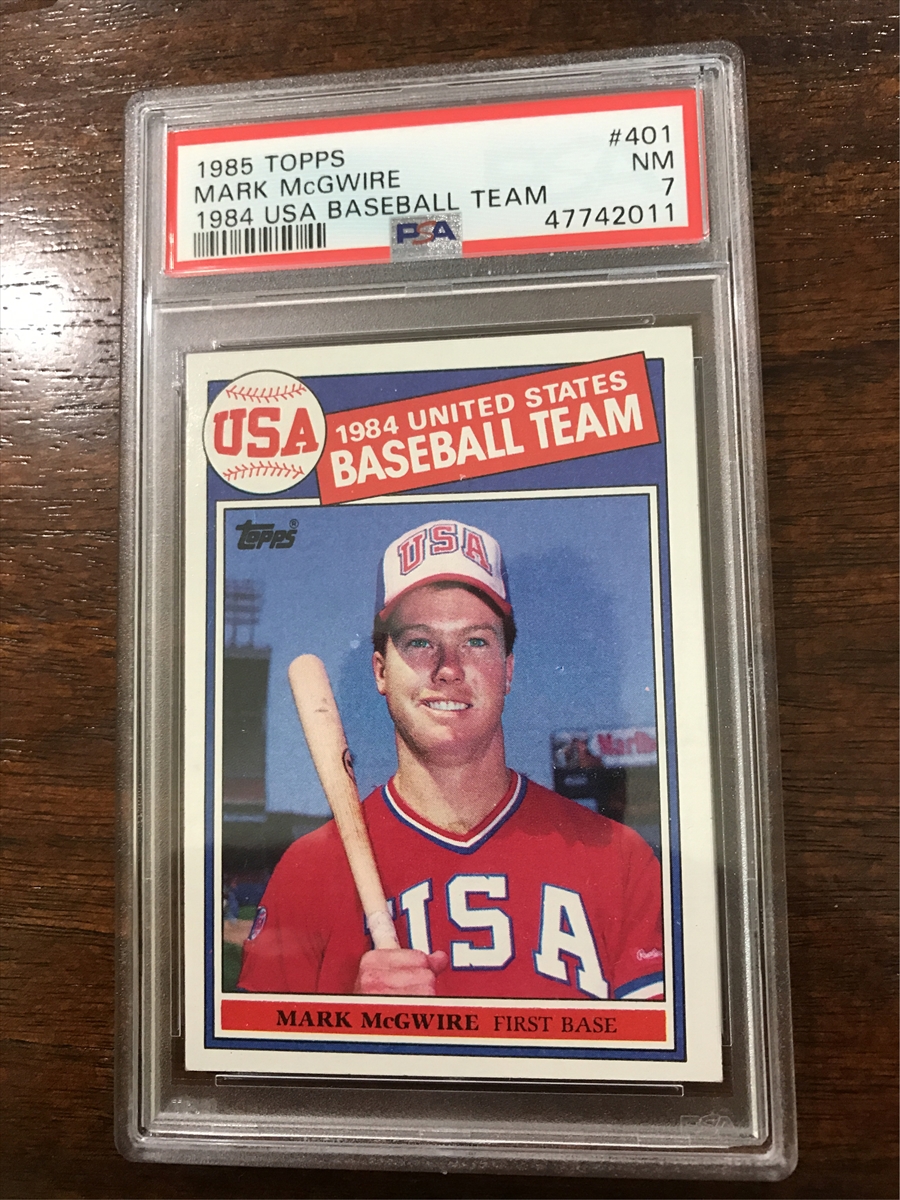 1985 TOPPS #401
MARK McGWIRE NM
1984 USA BASEBALL TEAM 7
47742011
PSA
USA
1984 UNITED STATES
BASEBALL TEAM
Topps®
USA
USA
MARK McGWIRE FIRST BASE
PSA